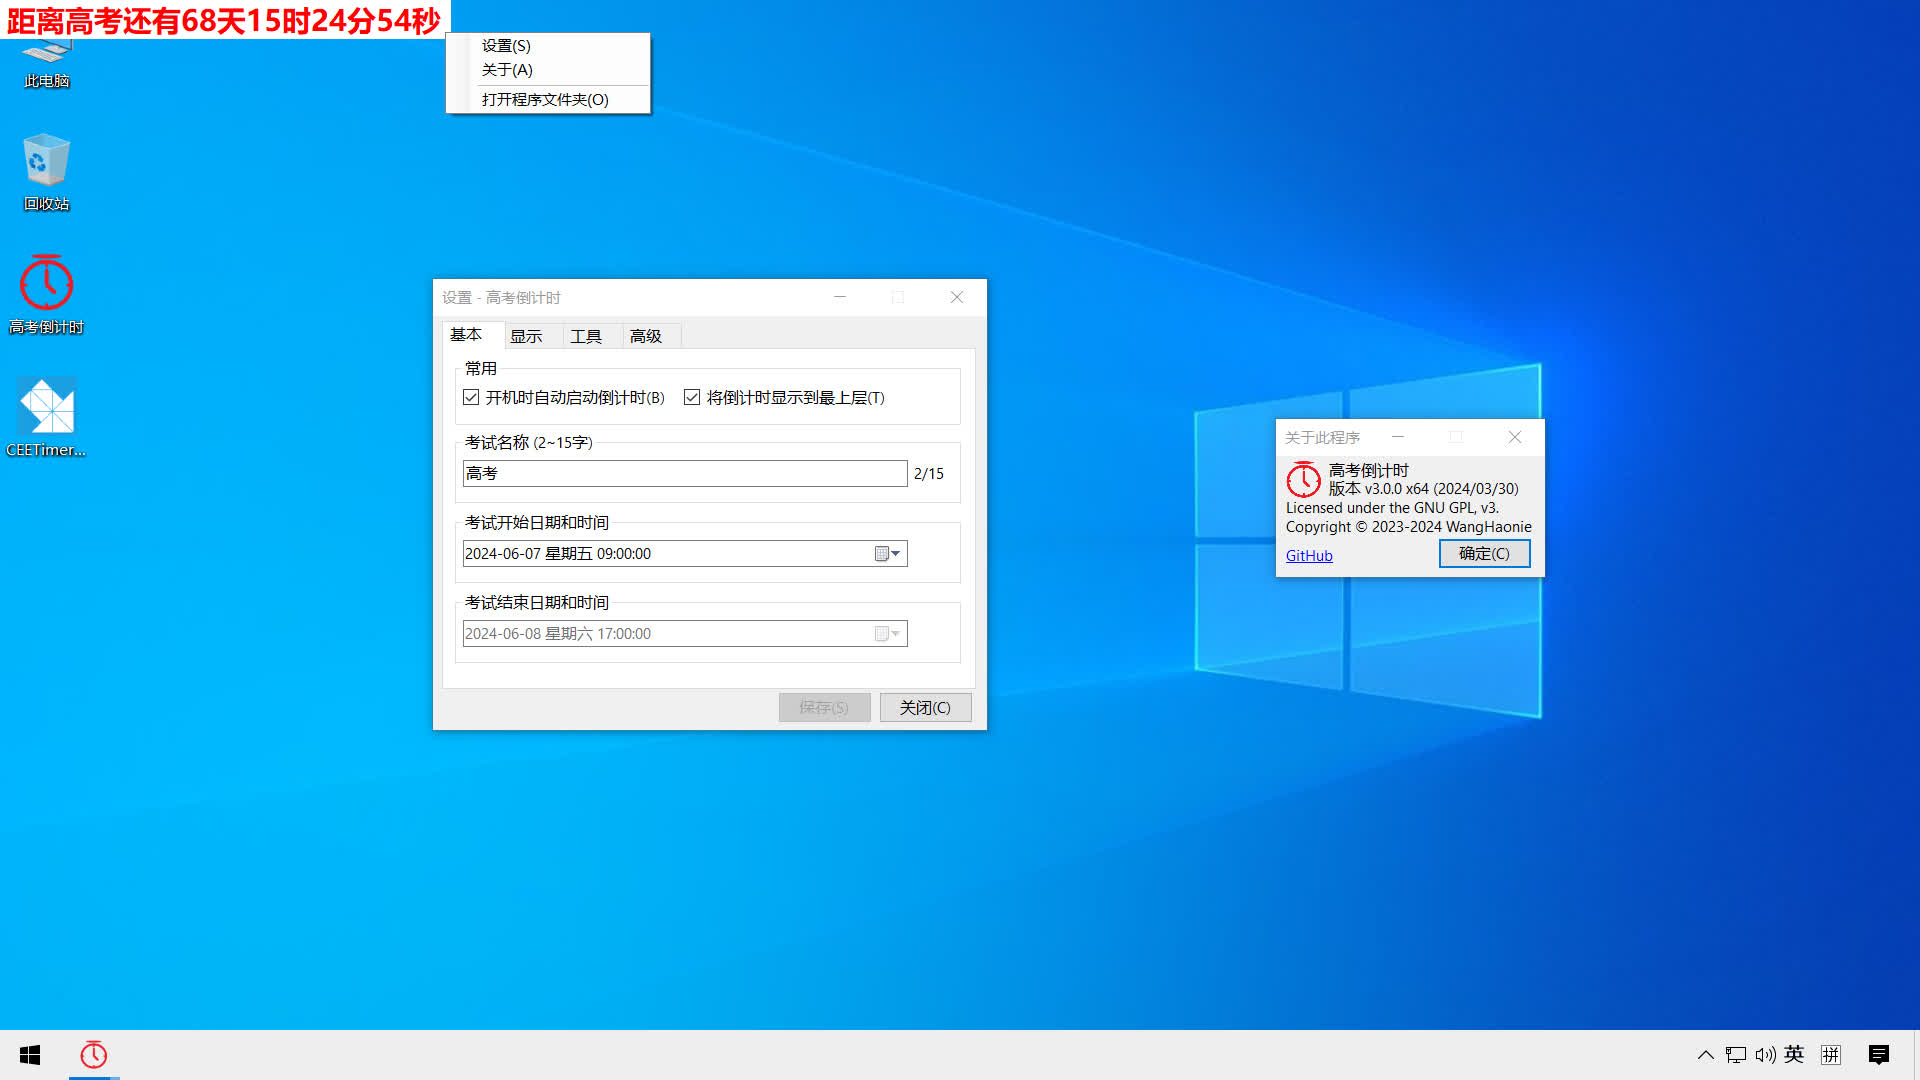 距离高考还有68天15时24分54秒
设置(S)
关于(A)
打开程序文件夹(O)
此电脑
回收站
高考倒计时
CEETimer...
设置 - 高考倒计时
基本
显示
工具
高级
常用
开机时自动启动倒计时(B)
将倒计时显示到最上层(T)
考试名称 (2~15字)
高考
2/15
考试开始日期和时间
2024-06-07 星期五 09:00:00
考试结束日期和时间
2024-06-08 星期六 17:00:00
保存(S)
关闭(C)
关于此程序
高考倒计时
版本 v3.0.0 x64 (2024/03/30)
Licensed under the GNU GPL, v3.
Copyright © 2023-2024 WangHaonie
GitHub
确定(C)
英
拼